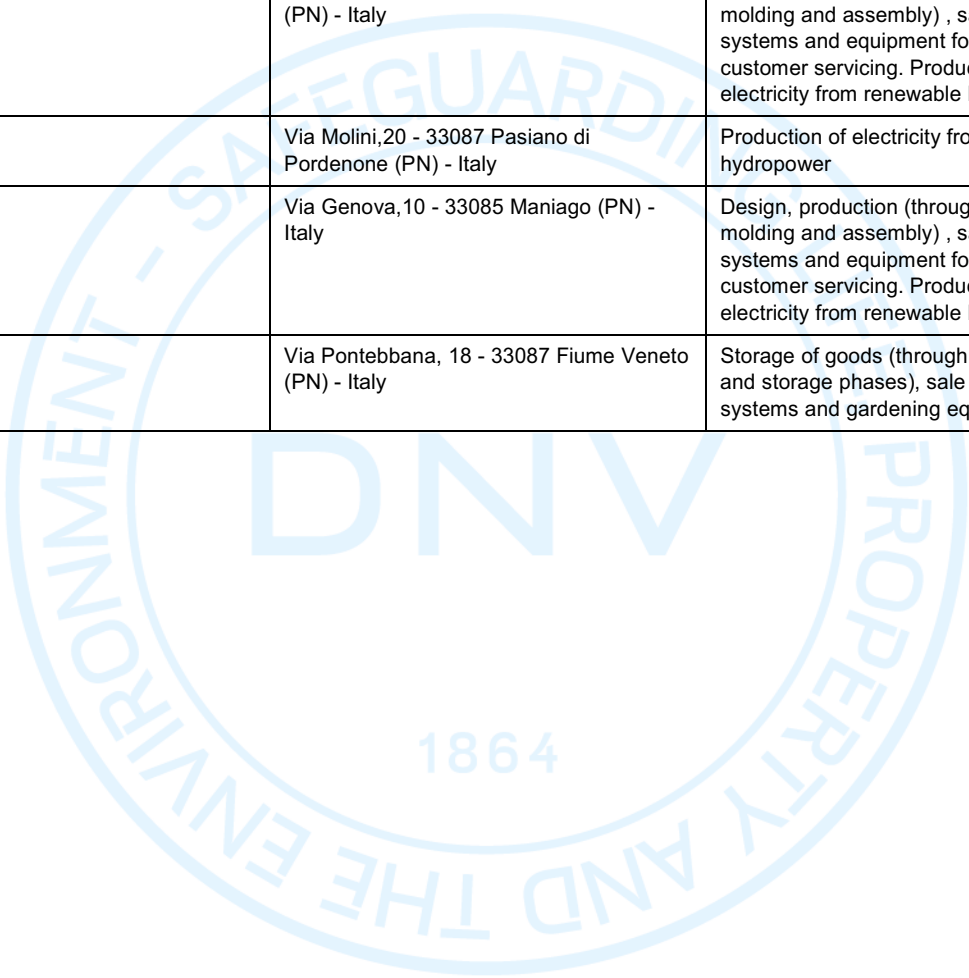 (PN) - Italy
molding and assembly) , s
systems and equipment fo
customer servicing. Produ
electricity from renewable
Via Molini,20 - 33087 Pasiano di
Pordenone (PN) - Italy
Production of electricity fro
hydropower
Via Genova,10 - 33085 Maniago (PN) -
Italy
Design, production (throug
molding and assembly) , s
systems and equipment fo
customer servicing. Produ
electricity from renewable
Via Pontebbana, 18 - 33087 Fiume Veneto
(PN) - Italy
Storage of goods (through
and storage phases), sale
systems and gardening eq
SAFEGUARDING LIFE, PROPERTY AND THE ENVIRONMENT -
DNV
1864